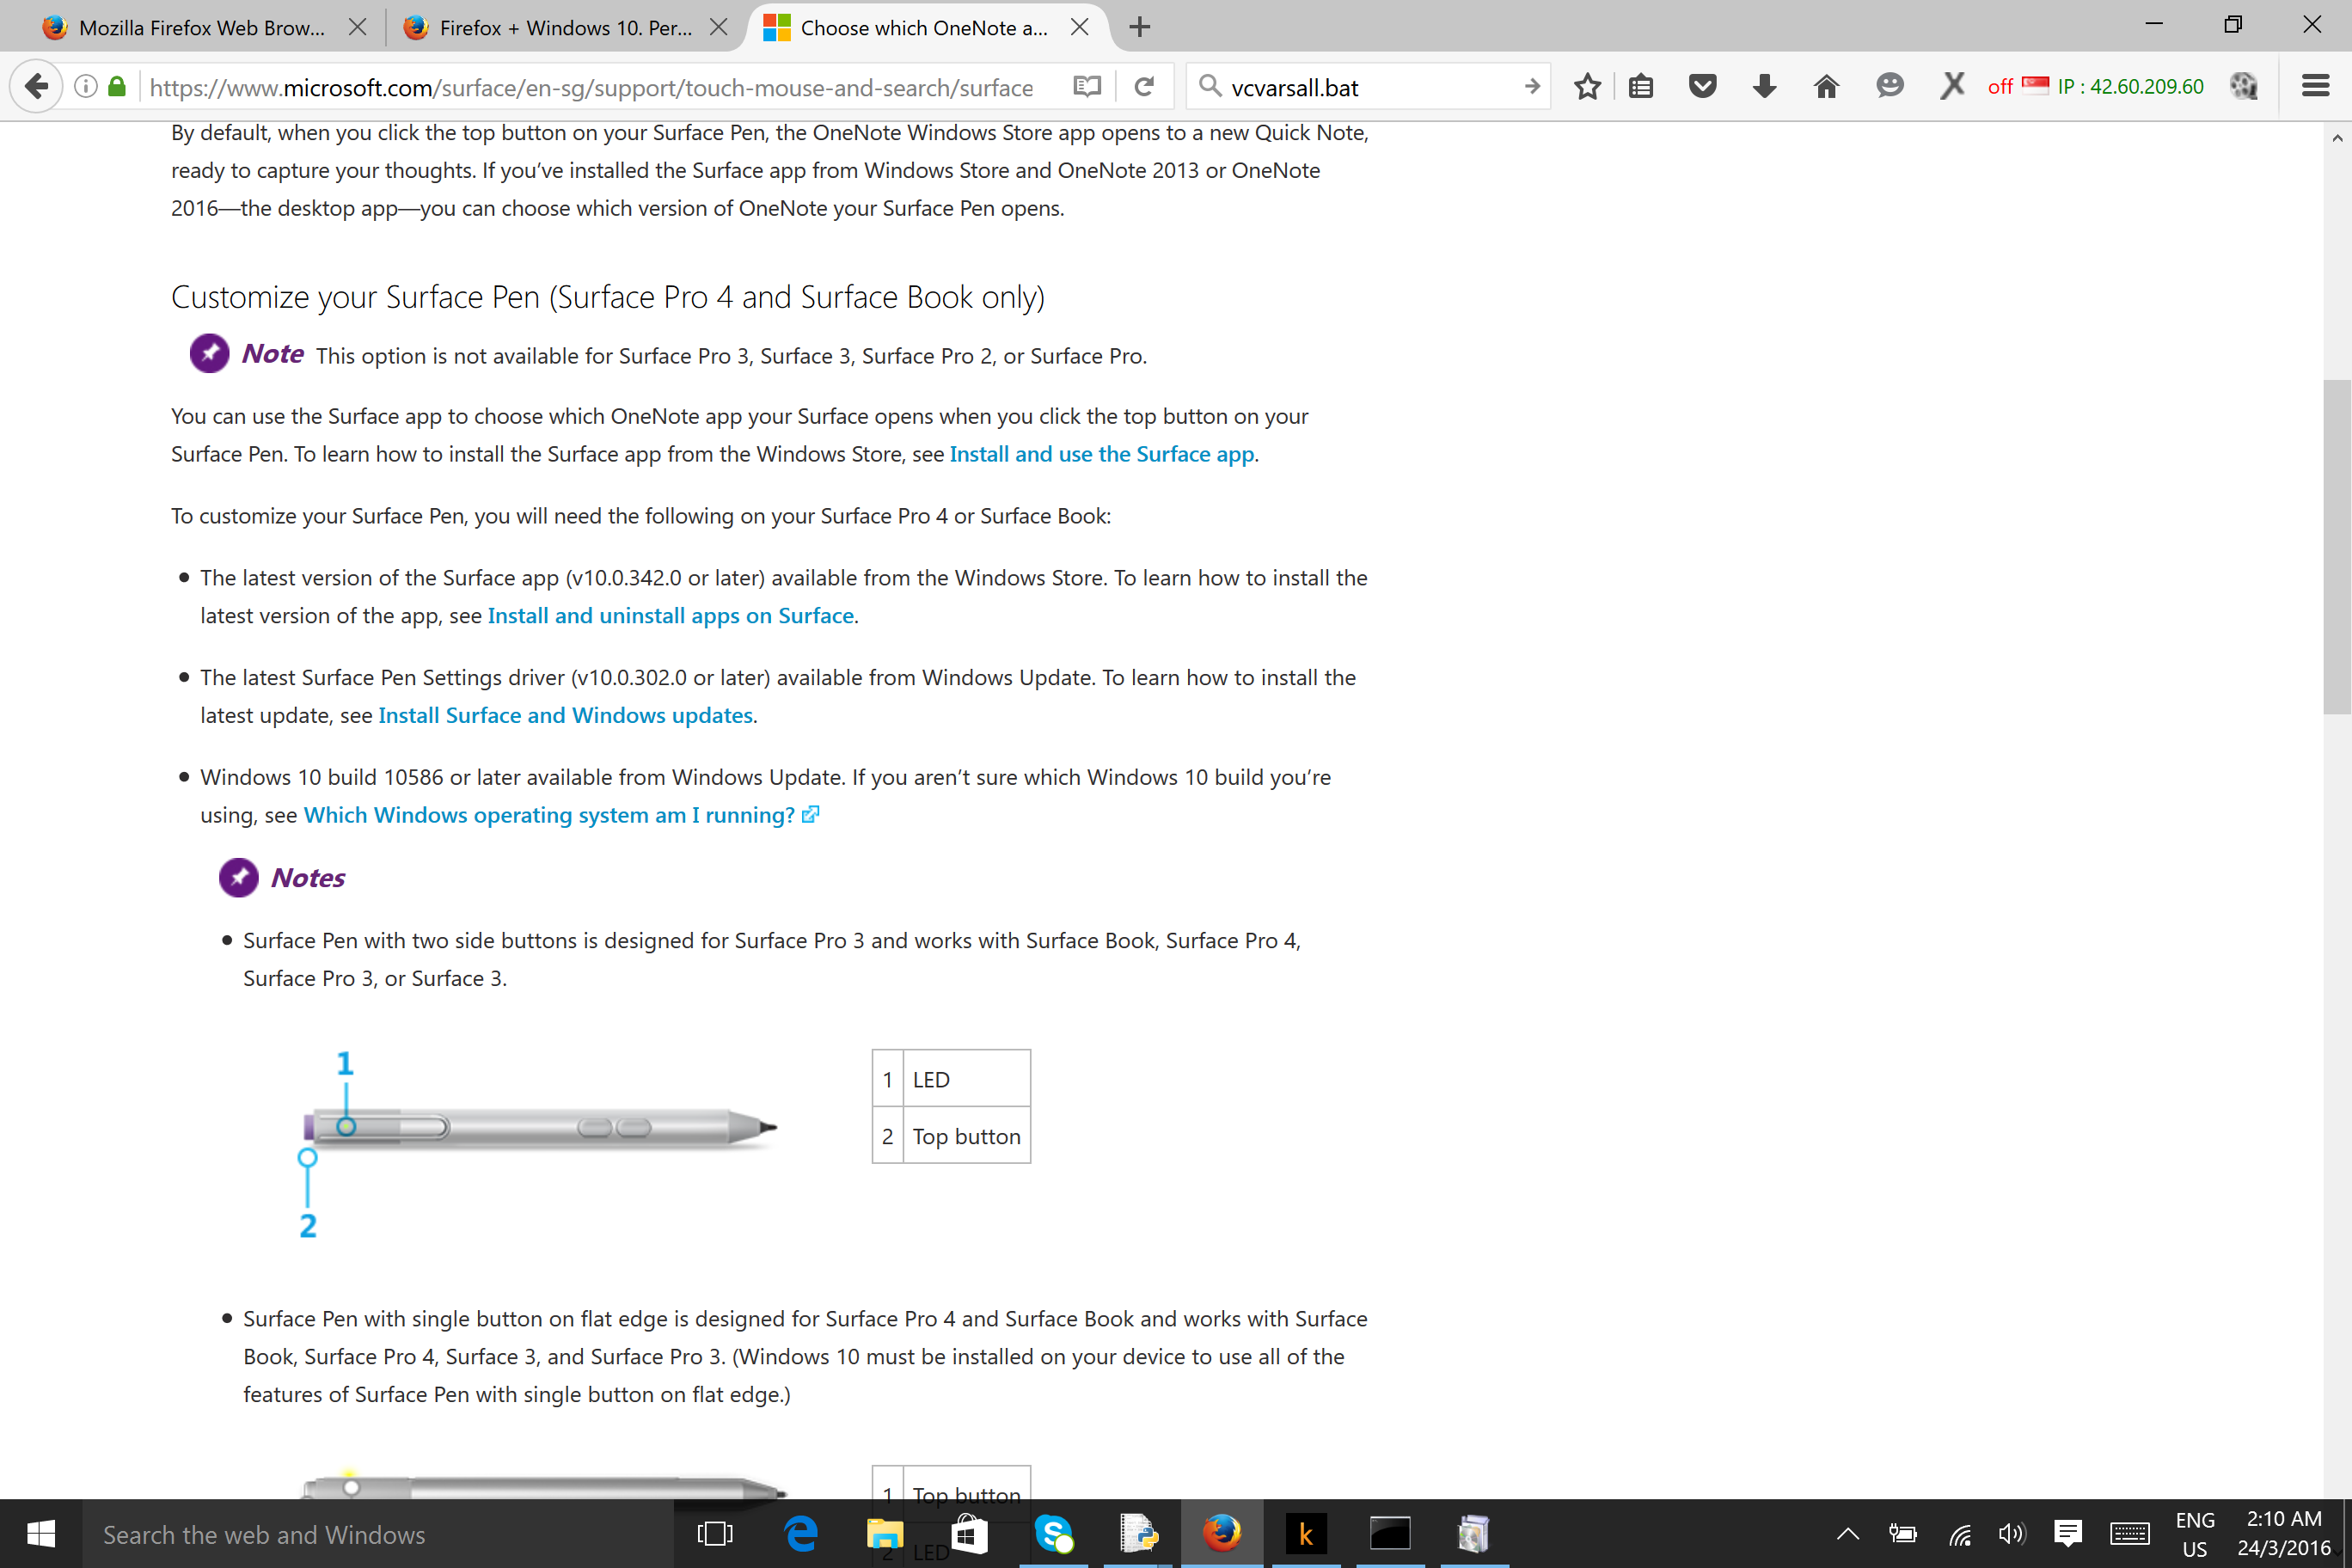 Mozilla Firefox Web Brow...
Firefox + Windows 10. Per...
Choose which OneNote a...
https://www.microsoft.com/surface/en-sg/support/touch-mouse-and-search/surface
vcvarsall.bat
off
IP : 42.60.209.60
By default, when you click the top button on your Surface Pen, the OneNote Windows Store app opens to a new Quick Note,
ready to capture your thoughts. If you’ve installed the Surface app from Windows Store and OneNote 2013 or OneNote
2016—the desktop app—you can choose which version of OneNote your Surface Pen opens.
Customize your Surface Pen (Surface Pro 4 and Surface Book only)
Note This option is not available for Surface Pro 3, Surface 3, Surface Pro 2, or Surface Pro.
You can use the Surface app to choose which OneNote app your Surface opens when you click the top button on your
Surface Pen. To learn how to install the Surface app from the Windows Store, see Install and use the Surface app.
To customize your Surface Pen, you will need the following on your Surface Pro 4 or Surface Book:
The latest version of the Surface app (v10.0.342.0 or later) available from the Windows Store. To learn how to install the
latest version of the app, see Install and uninstall apps on Surface.
The latest Surface Pen Settings driver (v10.0.302.0 or later) available from Windows Update. To learn how to install the
latest update, see Install Surface and Windows updates.
Windows 10 build 10586 or later available from Windows Update. If you aren’t sure which Windows 10 build you’re
using, see Which Windows operating system am I running?
Notes
Surface Pen with two side buttons is designed for Surface Pro 3 and works with Surface Book, Surface Pro 4,
Surface Pro 3, or Surface 3.
1
2
1 LED
2 Top button
Surface Pen with single button on flat edge is designed for Surface Pro 4 and Surface Book and works with Surface
Book, Surface Pro 4, Surface 3, and Surface Pro 3. (Windows 10 must be installed on your device to use all of the
features of Surface Pen with single button on flat edge.)
1 Top button
2 LED
Search the web and Windows
k
ENG
US
2:10 AM
24/3/2016